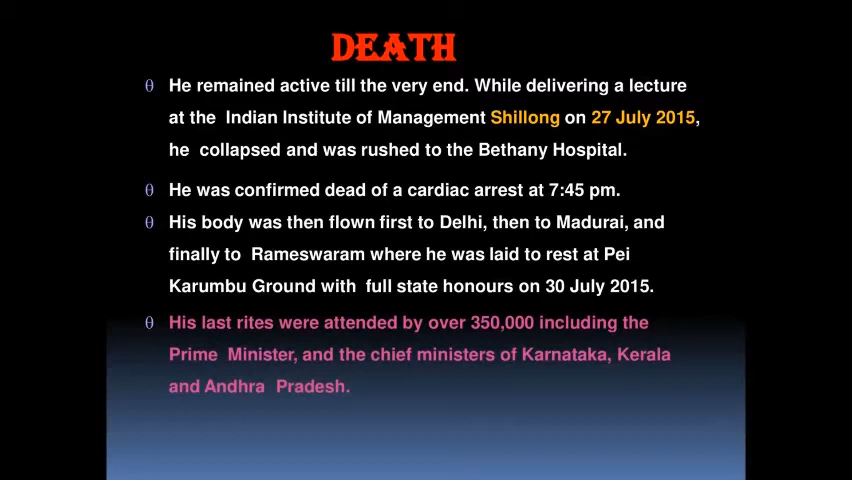 DEATH
θ He remained active till the very end. While delivering a lecture
at the Indian Institute of Management Shillong on 27 July 2015,
he collapsed and was rushed to the Bethany Hospital.
θ He was confirmed dead of a cardiac arrest at 7:45 pm.
θ His body was then flown first to Delhi, then to Madurai, and
finally to Rameswaram where he was laid to rest at Pei
Karumbu Ground with full state honours on 30 July 2015.
θ His last rites were attended by over 350,000 including the
Prime Minister, and the chief ministers of Karnataka, Kerala
and Andhra Pradesh.